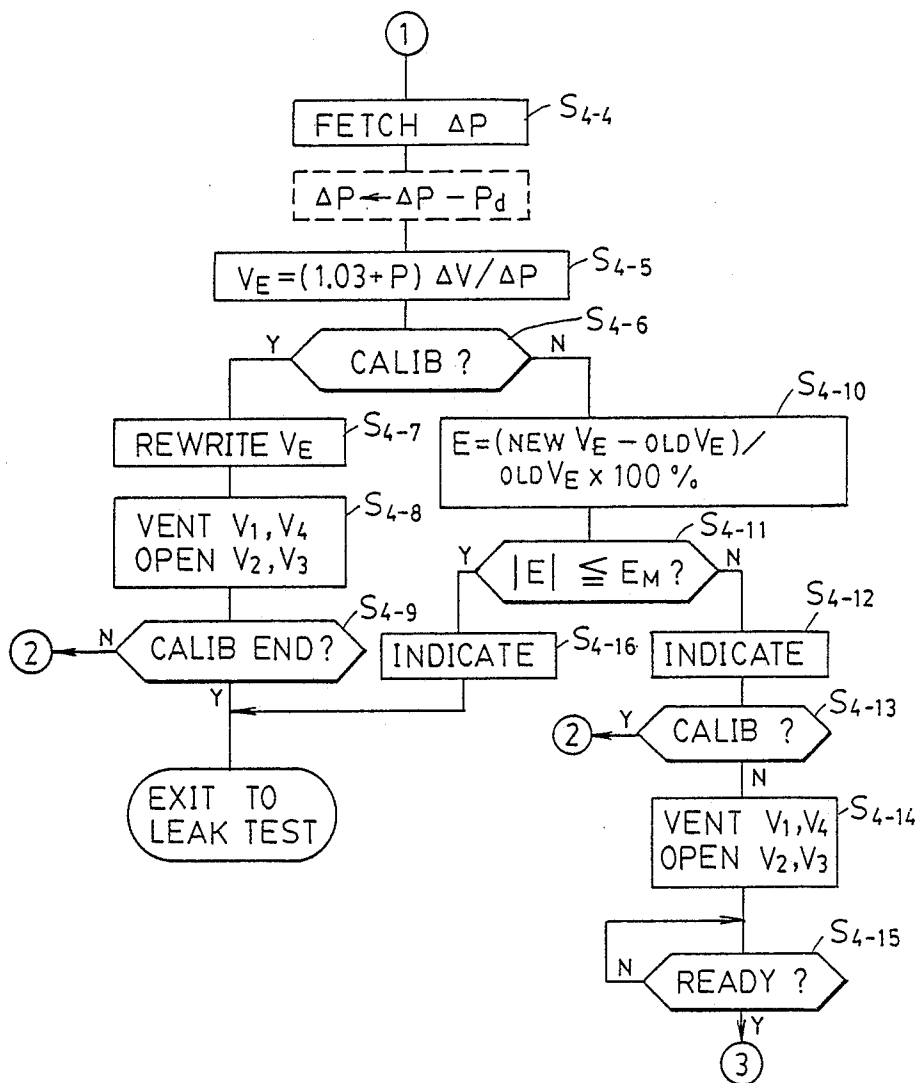 1
FETCH ΔP
S4-4
ΔP ← ΔP − Pd
VE=(1.03+P) ΔV/ΔP
S4-5
CALIB ?
S4-6
Y
N
REWRITE VE
S4-7
E=(NEW VE − OLD VE)/
OLD VE × 100 %
S4-10
VENT V1,V4
OPEN V2,V3
S4-8
|E| ≦ EM ?
S4-11
Y
N
CALIB END?
S4-9
N
2
Y
INDICATE
S4-16
INDICATE
S4-12
CALIB ?
S4-13
Y
2
N
EXIT TO
LEAK TEST
VENT V1,V4
OPEN V2,V3
S4-14
READY ?
S4-15
N
Y
3